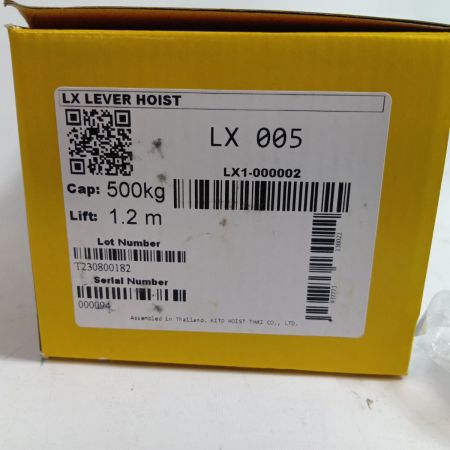 LX LEVER HOIST
LX 005
LX1-000002
Cap: 500kg
Lift: 1.2 m
Lot Number
T230800182
Serial Number
000094
Assembled in Thailand. KITO HOIST THAI CO., LTD.